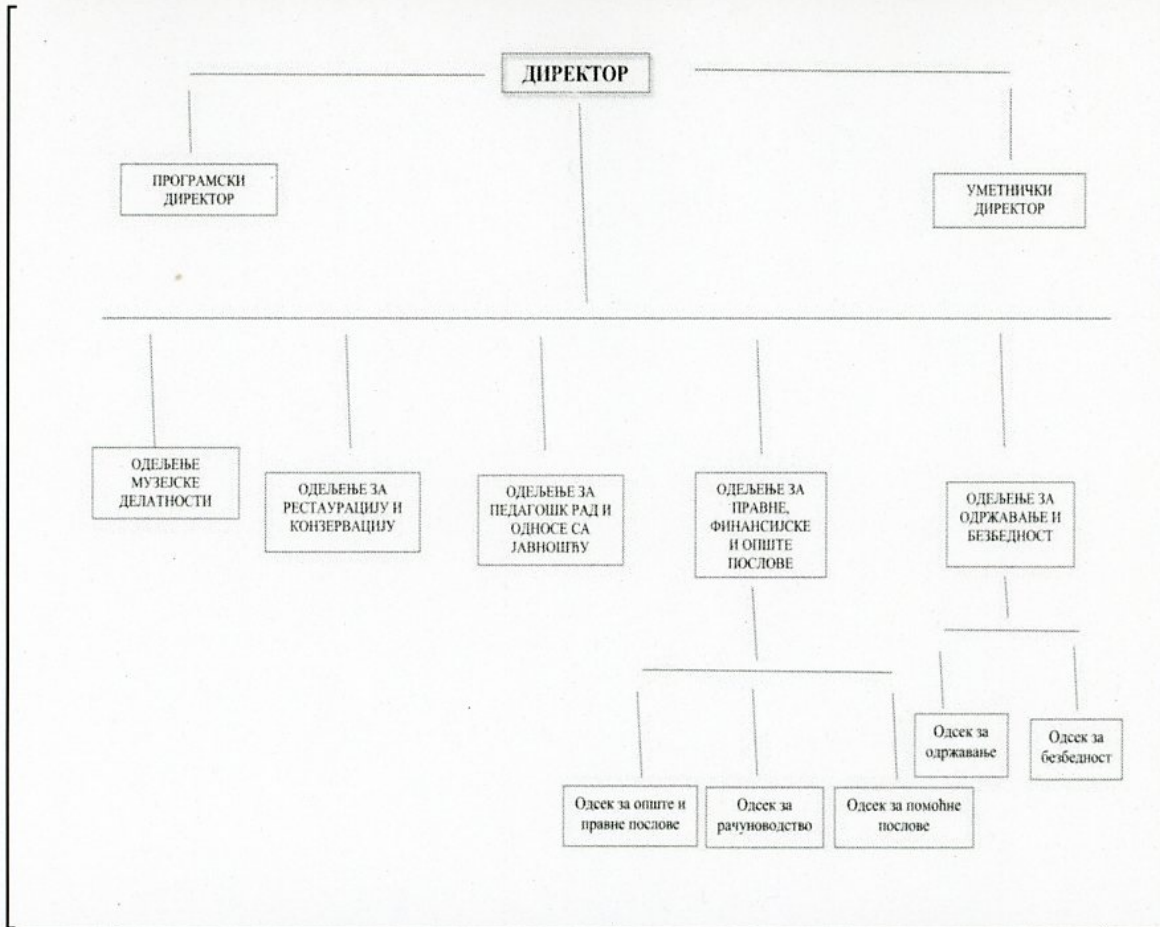 ДИРЕКТОР
ПРОГРАМСКИ
ДИРЕКТОР
УМЕТНИЧКИ
ДИРЕКТОР
ОДЕЉЕЊЕ
МУЗЕЈСКЕ
ДЕЛАТНОСТИ
ОДЕЉЕЊЕ ЗА
РЕСТАУРАЦИЈУ И
КОНЗЕРВАЦИЈУ
ОДЕЉЕЊЕ ЗА
ПЕДАГОШК РАД И
ОДНОСЕ СА
ЈАВНОШЋУ
ОДЕЉЕЊЕ ЗА
ПРАВНЕ,
ФИНАНСИЈСКЕ
И ОПШТЕ
ПОСЛОВЕ
ОДЕЉЕЊЕ ЗА
ОДРЖАВАЊЕ И
БЕЗБЕДНОСТ
Одсек за
одржавање
Одсек за
безбедност
Одсек за опште и
правне послове
Одсек за
рачуноводство
Одсек за помоћне
послове